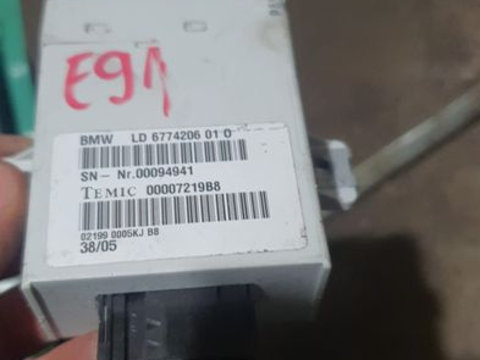 E91
BMW LD 6774206 01 0
SN- Nr.00094941
TEMIC 00007219B8
02199 0005KJ B8
38/05